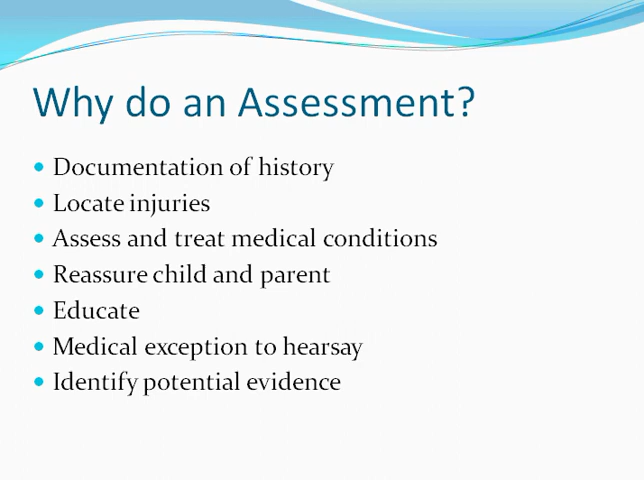 Why do an Assessment?
Documentation of history
Locate injuries
Assess and treat medical conditions
Reassure child and parent
Educate
Medical exception to hearsay
Identify potential evidence